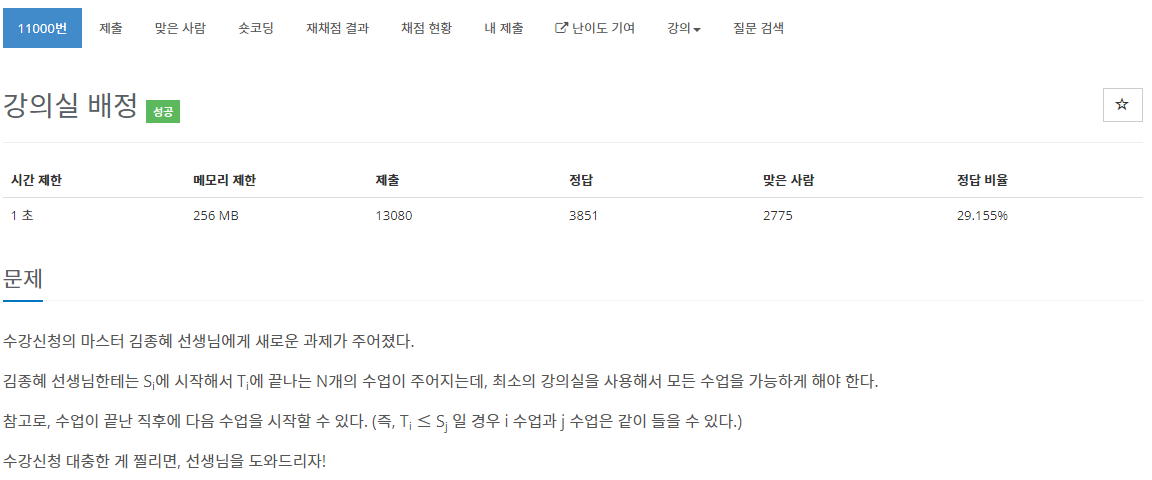 11000번 제출 맞은 사람 숏코딩 재채점 결과 채점 현황 내 제출 난이도 기여 강의 질문 검색
강의실 배정 성공
시간 제한 메모리 제한 제출 정답 맞은 사람 정답 비율
1 초 256 MB 13080 3851 2775 29.155%
문제
수강신청의 마스터 김종혜 선생님에게 새로운 과제가 주어졌다.
김종혜 선생님한테는 Si에 시작해서 Ti에 끝나는 N개의 수업이 주어지는데, 최소의 강의실을 사용해서 모든 수업을 가능하게 해야 한다.
참고로, 수업이 끝난 직후에 다음 수업을 시작할 수 있다. (즉, Ti ≤ Sj 일 경우 i 수업과 j 수업은 같이 들을 수 있다.)
수강신청 대충한 게 찔리면, 선생님을 도와드리자!